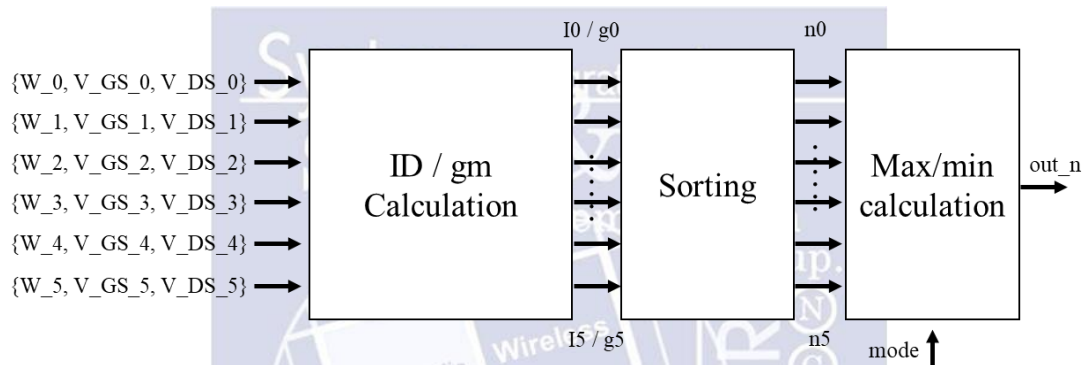 I0 / g0
n0
{W_0, V_GS_0, V_DS_0}
{W_1, V_GS_1, V_DS_1}
{W_2, V_GS_2, V_DS_2}
{W_3, V_GS_3, V_DS_3}
{W_4, V_GS_4, V_DS_4}
{W_5, V_GS_5, V_DS_5}
ID / gm
Calculation
Sorting
Max/min
calculation
out_n
I5 / g5
n5
mode
Wireless